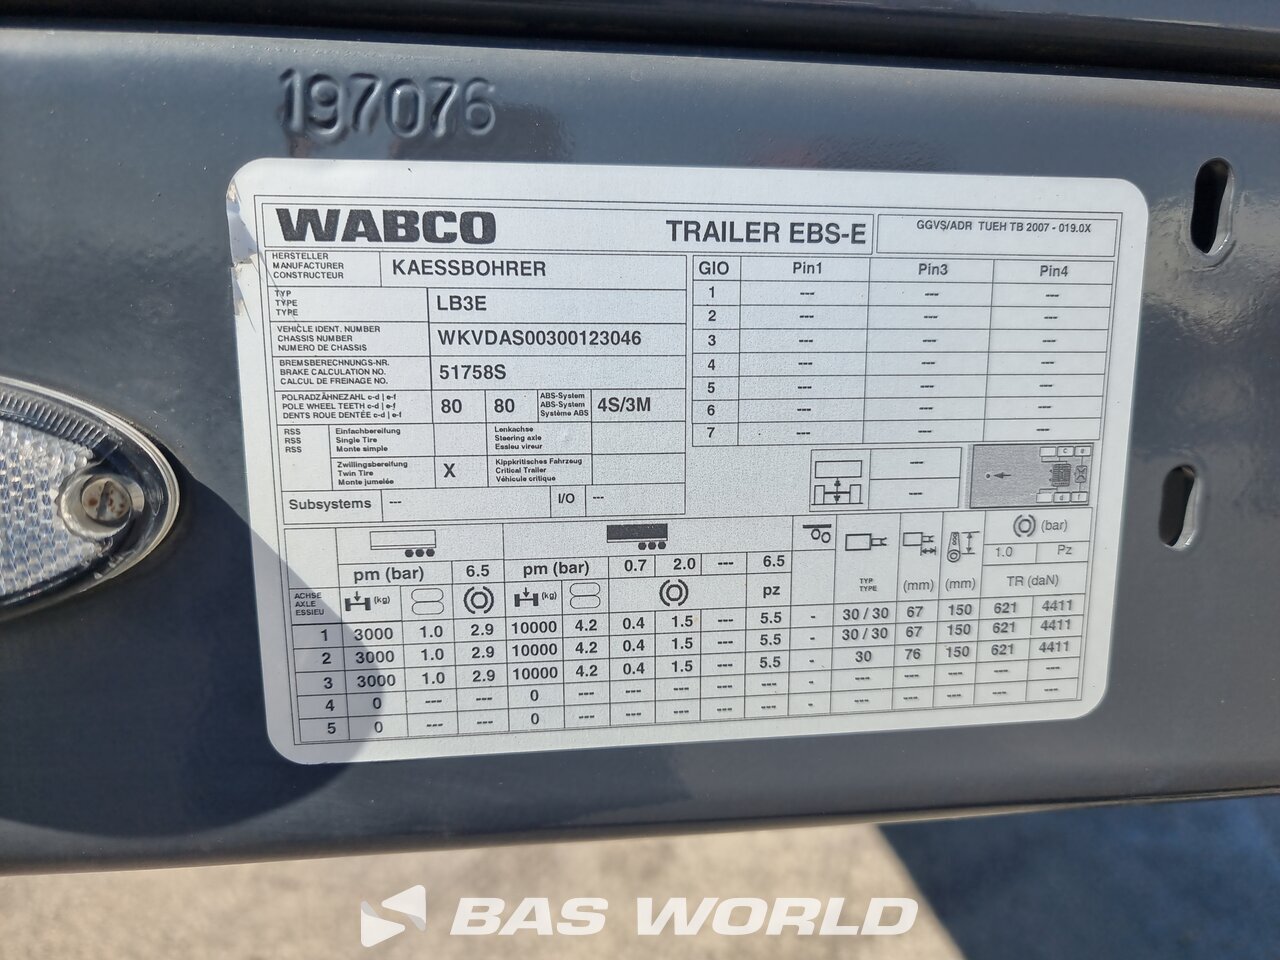 197076
WABCO TRAILER EBS-E GGVS/ADR TUEH TB 2007 - 019.0X
HERSTELLER
MANUFACTURER
CONSTRUCTEUR
KAESSBOHRER
TYP
TYPE
TYPE
LB3E
VEHICLE IDENT. NUMBER
CHASSIS NUMBER
NUMERO DE CHASSIS
WKVDAS00300123046
BREMSBERECHNUNGS-NR.
BRAKE CALCULATION NO.
CALCUL DE FREINAGE NO.
51758S
POLRADZÄHNEZAHL c-d | e-f
POLE WHEEL TEETH c-d | e-f
DENTS ROUE DENTÉE c-d | e-f
80 80
ABS-System
ABS-System
Système ABS
4S/3M
RSS
RSS
RSS
Einfachbereifung
Single Tire
Monte simple
Lenkachse
Steering axle
Essieu vireur
Zwillingsbereifung
Twin Tire
Monte jumelée
X
Kippkritisches Fahrzeug
Critical Trailer
Véhicule critique
Subsystems --- I/O ---
GIO Pin1 Pin3 Pin4
1 --- --- ---
2 --- --- ---
3 --- --- ---
4 --- --- ---
5 --- --- ---
6 --- --- ---
7 --- --- ---
---
---
c e
d f
pm (bar) 6.5 pm (bar) 0.7 2.0 --- 6.5
(bar)
1.0 Pz
TYP
TYPE
(mm) (mm) TR (daN)
ACHSE
AXLE
ESSIEU
(kg) (kg) pz
1 3000 1.0 2.9 10000 4.2 0.4 1.5 --- 5.5 - 30 / 30 67 150 621 4411
2 3000 1.0 2.9 10000 4.2 0.4 1.5 --- 5.5 - 30 / 30 67 150 621 4411
3 3000 1.0 2.9 10000 4.2 0.4 1.5 --- 5.5 - 30 76 150 621 4411
4 0 --- --- 0 --- --- --- --- --- - --- --- --- --- ---
5 0 --- --- 0 --- --- --- --- --- - --- --- --- --- ---
BAS WORLD